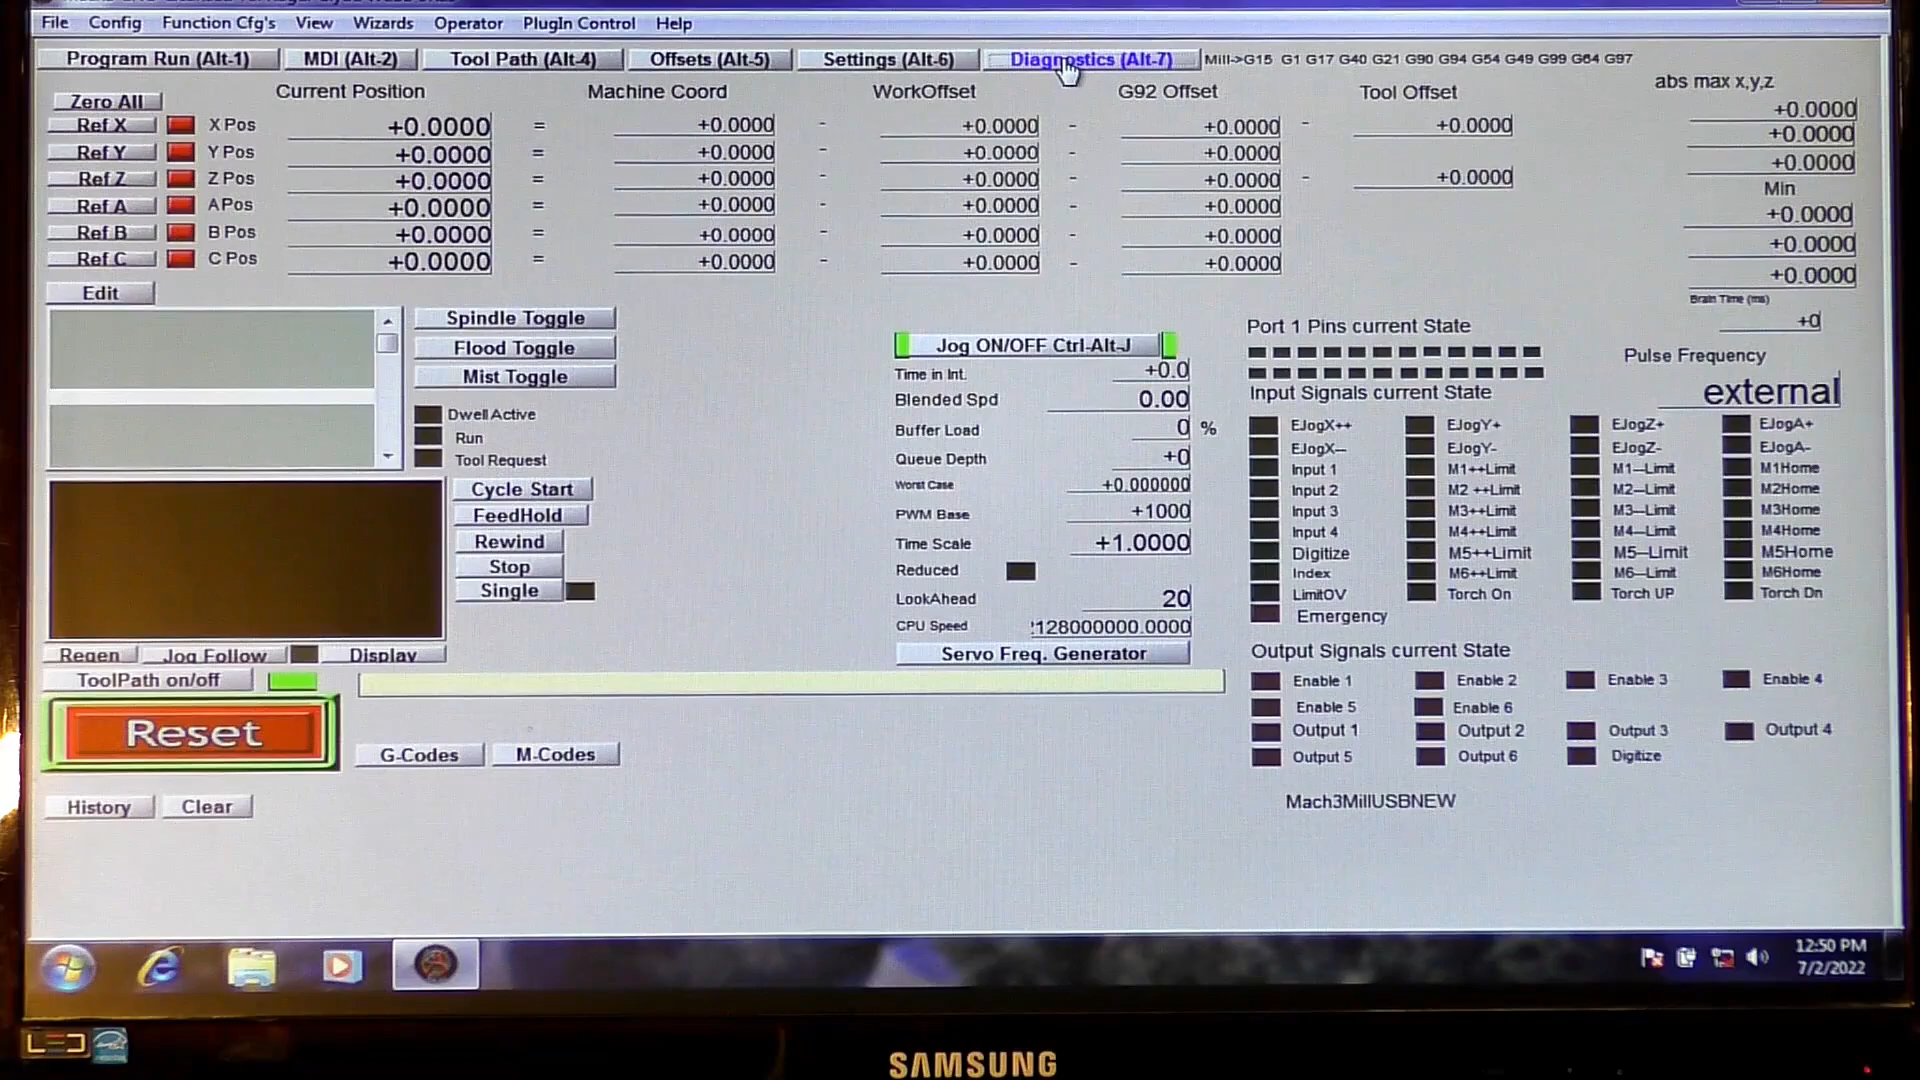 File Config Function Cfg's View Wizards Operator PlugIn Control Help
Program Run (Alt-1) MDI (Alt-2) Tool Path (Alt-4) Offsets (Alt-5) Settings (Alt-6) Diagnostics (Alt-7) Mill->G15 G1 G17 G40 G21 G90 G94 G54 G49 G99 G64 G97
Zero All Current Position Machine Coord WorkOffset G92 Offset Tool Offset abs max x,y,z
+0.0000
Ref X X Pos +0.0000 = +0.0000 - +0.0000 - +0.0000 - +0.0000 +0.0000
Ref Y Y Pos +0.0000 = +0.0000 - +0.0000 - +0.0000 +0.0000
Ref Z Z Pos +0.0000 = +0.0000 - +0.0000 - +0.0000 - +0.0000 Min
Ref A A Pos +0.0000 = +0.0000 - +0.0000 - +0.0000 +0.0000
Ref B B Pos +0.0000 = +0.0000 - +0.0000 - +0.0000 +0.0000
Ref C C Pos +0.0000 = +0.0000 - +0.0000 - +0.0000 +0.0000
Edit Brain Time (ms)
+0
Spindle Toggle
Flood Toggle
Mist Toggle
Dwell Active
Run
Tool Request
Cycle Start
FeedHold
Rewind
Stop
Single
Regen Jog Follow Display
ToolPath on/off
Reset
G-Codes M-Codes
History Clear
Jog ON/OFF Ctrl-Alt-J
Time in Int. +0.0
Blended Spd 0.00
Buffer Load 0 %
Queue Depth +0
Worst Case +0.000000
PWM Base +1000
Time Scale +1.0000
Reduced
LookAhead 20
CPU Speed 128000000.0000
Servo Freq. Generator
Port 1 Pins current State
Pulse Frequency
external
Input Signals current State
EJogX++ EJogY+ EJogZ+ EJogA+
EJogX-- EJogY- EJogZ- EJogA-
Input 1 M1++Limit M1--Limit M1Home
Input 2 M2 ++Limit M2--Limit M2Home
Input 3 M3++Limit M3--Limit M3Home
Input 4 M4++Limit M4--Limit M4Home
Digitize M5++Limit M5--Limit M5Home
Index M6++Limit M6--Limit M6Home
LimitOV Torch On Torch UP Torch Dn
Emergency
Output Signals current State
Enable 1 Enable 2 Enable 3 Enable 4
Enable 5 Enable 6
Output 1 Output 2 Output 3 Output 4
Output 5 Output 6 Digitize
Mach3MillUSBNEW
12:50 PM
7/2/2022
LED
SAMSUNG